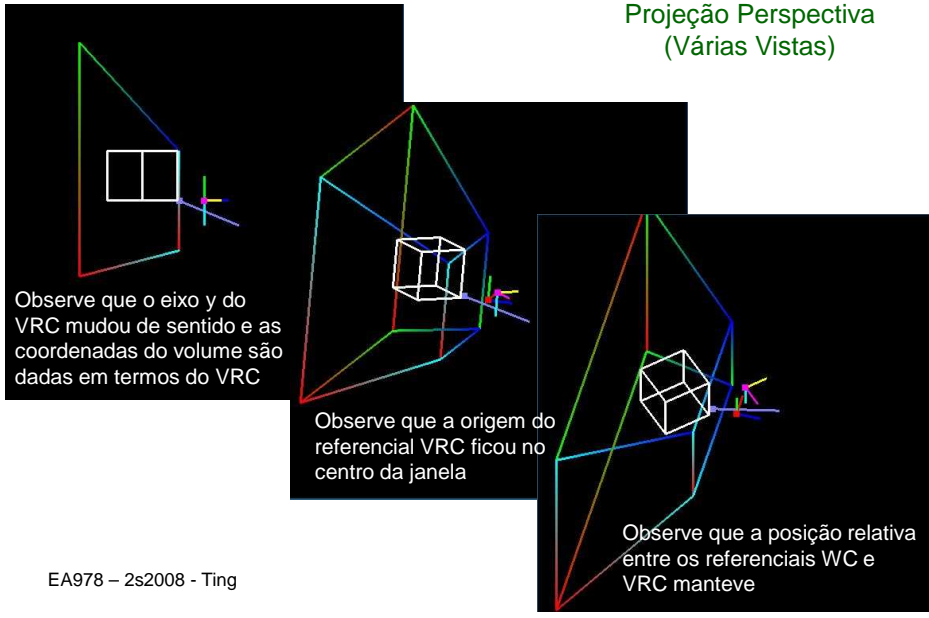 Projeção Perspectiva
(Várias Vistas)
Observe que o eixo y do
VRC mudou de sentido e as
coordenadas do volume são
dadas em termos do VRC
Observe que a origem do
referencial VRC ficou no
centro da janela
Observe que a posição relativa
entre os referenciais WC e
VRC manteve
EA978 – 2s2008 - Ting